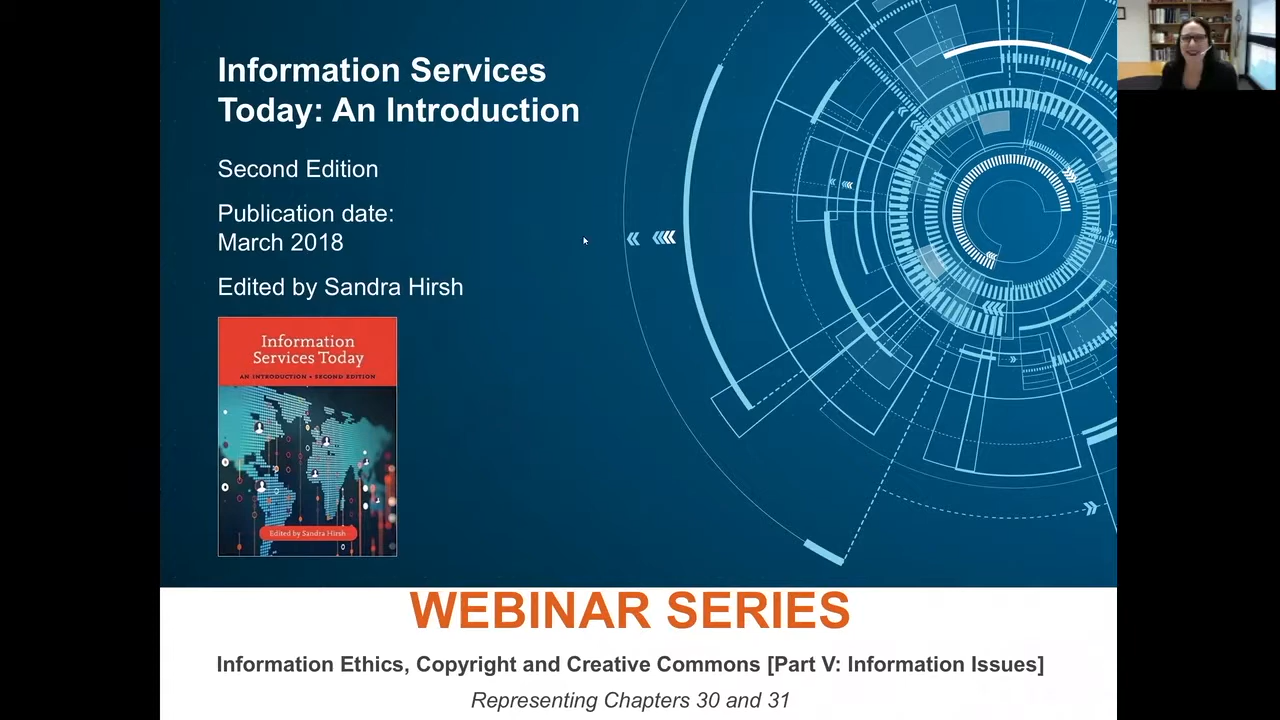 Information Services
Today: An Introduction
Second Edition
Publication date:
March 2018
Edited by Sandra Hirsh
Information
Services Today
AN INTRODUCTION • SECOND EDITION
Edited by Sandra Hirsh
WEBINAR SERIES
Information Ethics, Copyright and Creative Commons [Part V: Information Issues]
Representing Chapters 30 and 31